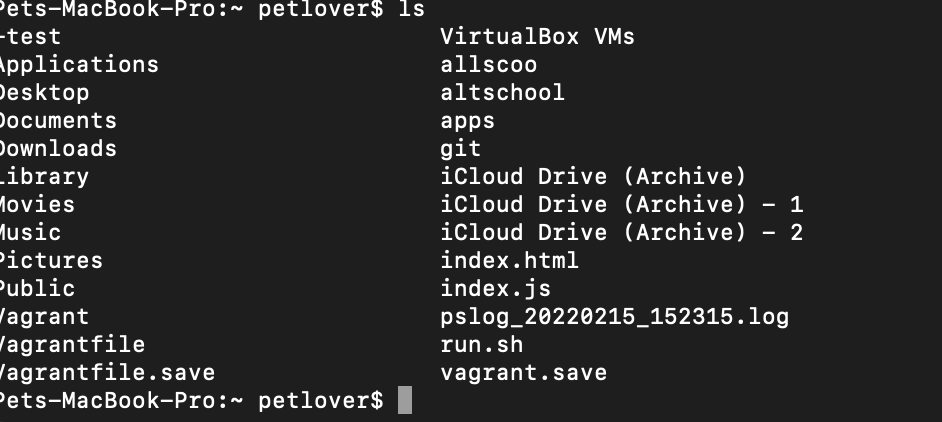 Pets-MacBook-Pro:~ petlover$ ls
-test VirtualBox VMs
Applications allscoo
Desktop altschool
Documents apps
Downloads git
Library iCloud Drive (Archive)
Movies iCloud Drive (Archive) - 1
Music iCloud Drive (Archive) - 2
Pictures index.html
Public index.js
Vagrant pslog_20220215_152315.log
Vagrantfile run.sh
Vagrantfile.save vagrant.save
Pets-MacBook-Pro:~ petlover$